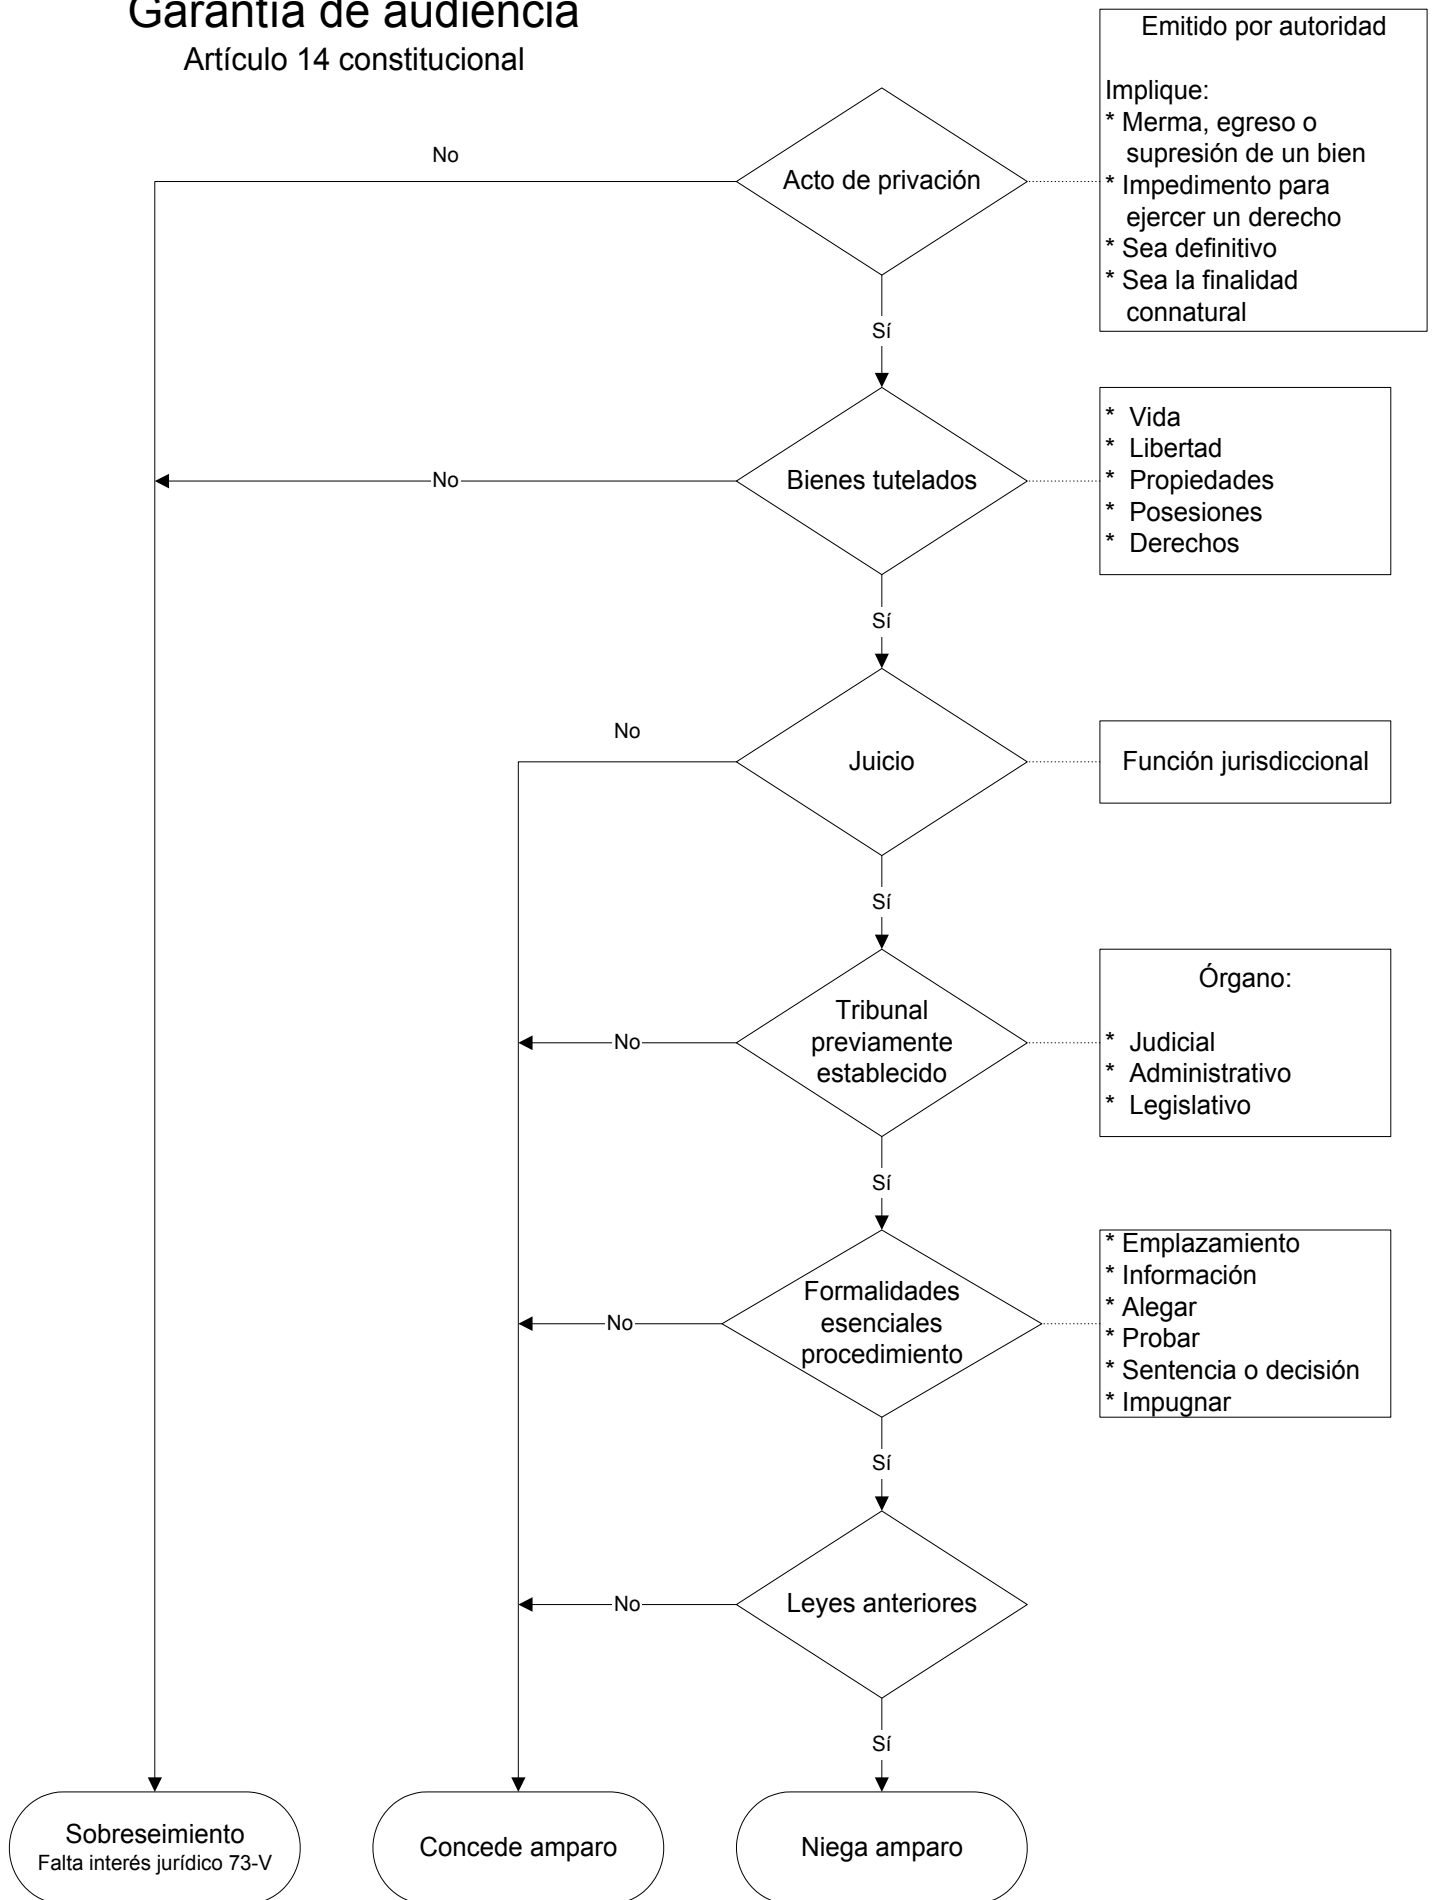 Garantía de audiencia
Artículo 14 constitucional
Emitido por autoridad
Implique:
* Merma, egreso o
supresión de un bien
* Impedimento para
ejercer un derecho
* Sea definitivo
* Sea la finalidad
connatural
No
Acto de privación
Sí
* Vida
* Libertad
* Propiedades
* Posesiones
* Derechos
No
Bienes tutelados
Sí
No
Juicio
Función jurisdiccional
Sí
Órgano:
* Judicial
* Administrativo
* Legislativo
No
Tribunal
previamente
establecido
Sí
* Emplazamiento
* Información
* Alegar
* Probar
* Sentencia o decisión
* Impugnar
No
Formalidades
esenciales
procedimiento
Sí
No
Leyes anteriores
Sí
Sobreseimiento
Falta interés jurídico 73-V
Concede amparo
Niega amparo